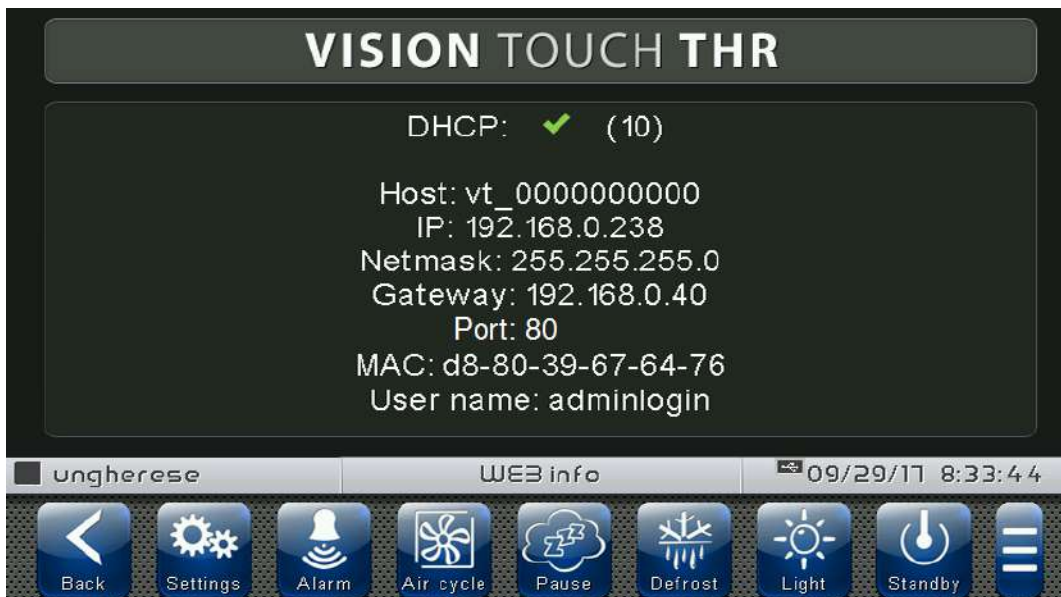 VISION TOUCH THR
DHCP: ✔ (10)
Host: vt_0000000000
IP: 192.168.0.238
Netmask: 255.255.255.0
Gateway: 192.168.0.40
Port: 80
MAC: d8-80-39-67-64-76
User name: adminlogin
ungherese WEB info 09/29/17 8:33:44
Back Settings Alarm Air cycle Pause Defrost Light Standby